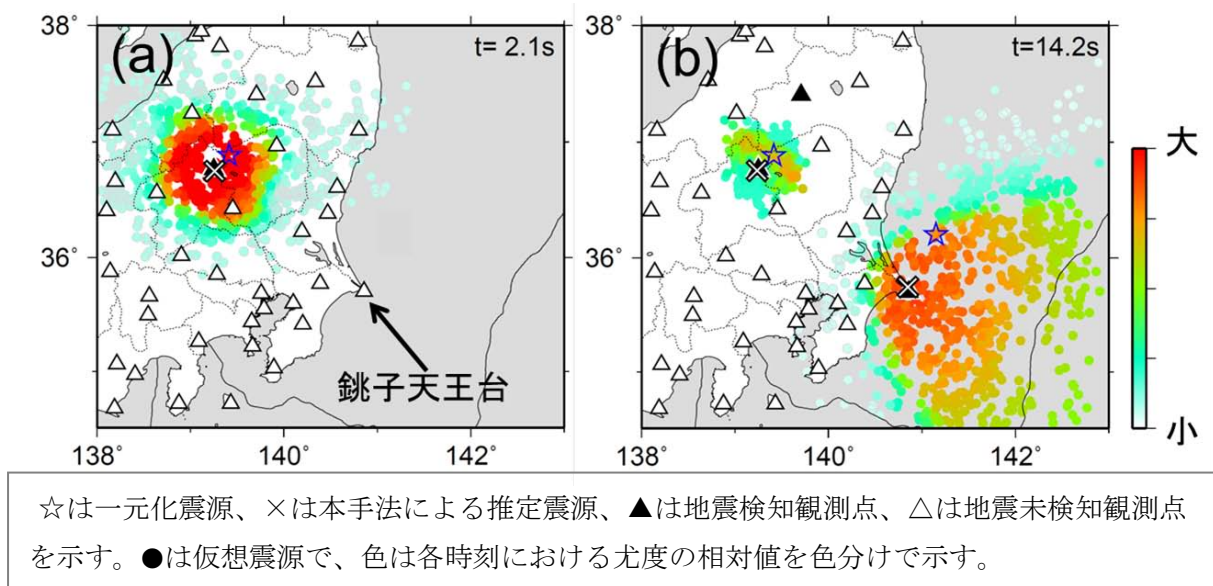 38°
36°
138°
140°
142°
(a)
t= 2.1s
銚子天王台
38°
36°
138°
140°
142°
(b)
t=14.2s
大
小
☆は一元化震源、×は本手法による推定震源、▲は地震検知観測点、△は地震未検知観測点
を示す。●は仮想震源で、色は各時刻における尤度の相対値を色分けで示す。